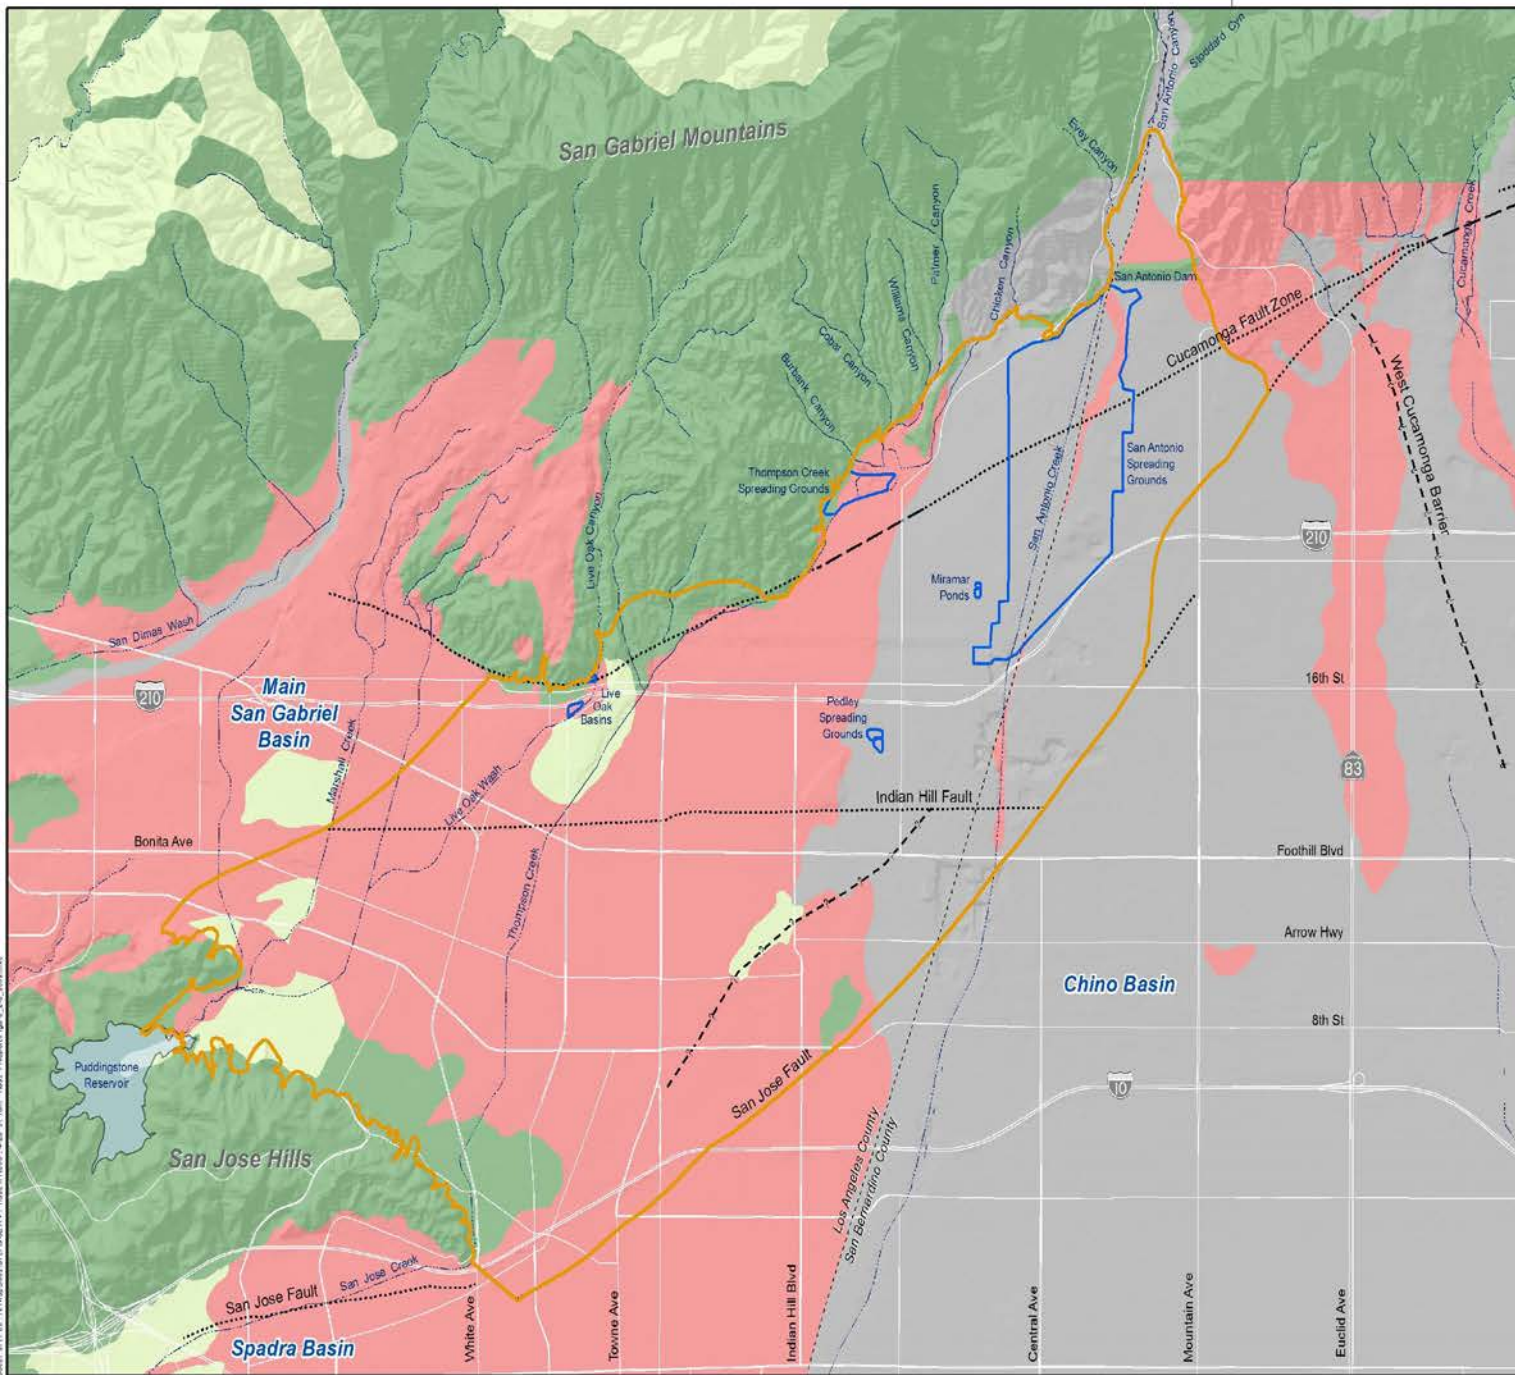 Stoddard Cyn
San Antonio Canyon
San Gabriel Mountains
Evey Canyon
Palmer Canyon
Cucamonga Creek
Chicken Canyon
San Antonio Dam
Williams Canyon
Cucamonga Fault Zone
Cobal Canyon
Burbank Canyon
West Cucamonga Barrier
San Antonio
Spreading
Grounds
Thompson Creek
Spreading Grounds
San Antonio Creek
Live Oak Canyon
210
Miramar
Ponds
San Dimas Wash
16th St
Main
San Gabriel
Basin
210
Live
Oak
Basins
Pedley
Spreading
Grounds
Marshall Creek
83
Live Oak Wash
Indian Hill Fault
Bonita Ave
Foothill Blvd
Thompson Creek
Arrow Hwy
Chino Basin
8th St
Puddingstone
Reservoir
San Jose Fault
10
San Jose Hills
Los Angeles County
San Bernardino County
San Jose Creek
San Jose Fault
White Ave
Towne Ave
Indian Hill Blvd
Central Ave
Mountain Ave
Euclid Ave
Spadra Basin